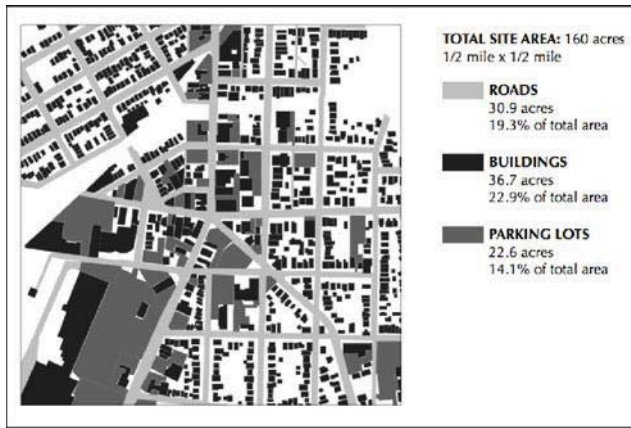 TOTAL SITE AREA: 160 acres
1/2 mile x 1/2 mile
ROADS
30.9 acres
19.3% of total area
BUILDINGS
36.7 acres
22.9% of total area
PARKING LOTS
22.6 acres
14.1% of total area